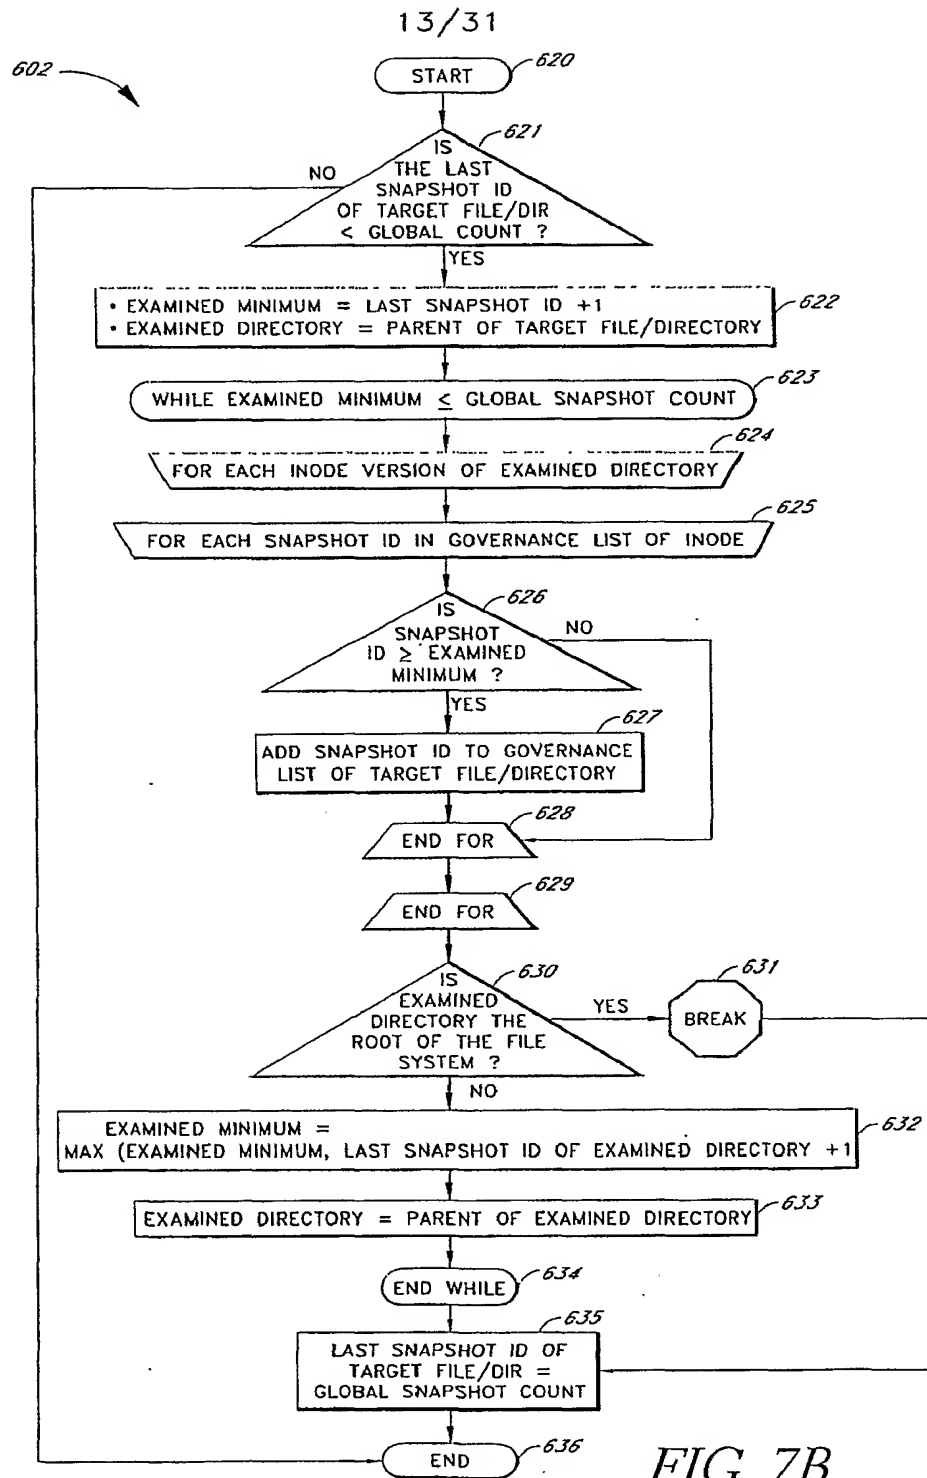 13/31
602
START
620
621
IS
THE LAST
SNAPSHOT ID
OF TARGET FILE/DIR
< GLOBAL COUNT ?
NO
YES
• EXAMINED MINIMUM = LAST SNAPSHOT ID +1
• EXAMINED DIRECTORY = PARENT OF TARGET FILE/DIRECTORY
622
WHILE EXAMINED MINIMUM ≤ GLOBAL SNAPSHOT COUNT
623
624
FOR EACH INODE VERSION OF EXAMINED DIRECTORY
625
FOR EACH SNAPSHOT ID IN GOVERNANCE LIST OF INODE
626
IS
SNAPSHOT
ID ≥ EXAMINED
MINIMUM ?
NO
YES
627
ADD SNAPSHOT ID TO GOVERNANCE
LIST OF TARGET FILE/DIRECTORY
628
END FOR
629
END FOR
630
IS
EXAMINED
DIRECTORY THE
ROOT OF THE FILE
SYSTEM ?
YES
631
BREAK
NO
EXAMINED MINIMUM =
MAX (EXAMINED MINIMUM, LAST SNAPSHOT ID OF EXAMINED DIRECTORY +1
632
EXAMINED DIRECTORY = PARENT OF EXAMINED DIRECTORY
633
END WHILE
634
635
LAST SNAPSHOT ID OF
TARGET FILE/DIR =
GLOBAL SNAPSHOT COUNT
END
636
FIG. 7B